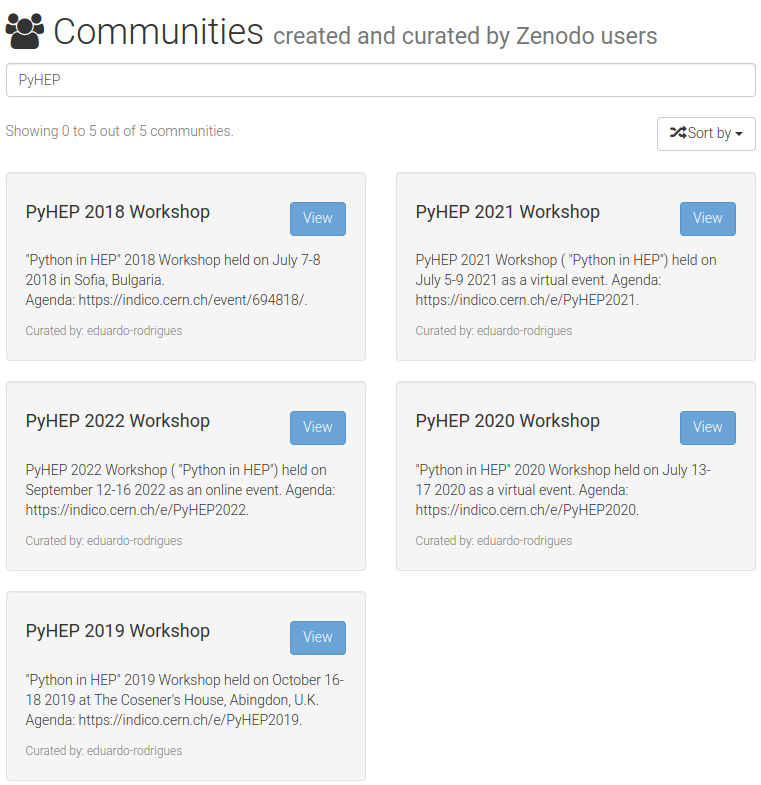 Communities created and curated by Zenodo users
PyHEP
Showing 0 to 5 out of 5 communities.
Sort by
PyHEP 2018 Workshop
View
"Python in HEP" 2018 Workshop held on July 7-8
2018 in Sofia, Bulgaria.
Agenda: https://indico.cern.ch/event/694818/.
Curated by: eduardo-rodrigues
PyHEP 2021 Workshop
View
PyHEP 2021 Workshop ( "Python in HEP") held on
July 5-9 2021 as a virtual event. Agenda:
https://indico.cern.ch/e/PyHEP2021.
Curated by: eduardo-rodrigues
PyHEP 2022 Workshop
View
PyHEP 2022 Workshop ( "Python in HEP") held on
September 12-16 2022 as an online event. Agenda:
https://indico.cern.ch/e/PyHEP2022.
Curated by: eduardo-rodrigues
PyHEP 2020 Workshop
View
"Python in HEP" 2020 Workshop held on July 13-
17 2020 as a virtual event. Agenda:
https://indico.cern.ch/e/PyHEP2020.
Curated by: eduardo-rodrigues
PyHEP 2019 Workshop
View
"Python in HEP" 2019 Workshop held on October 16-
18 2019 at The Cosener's House, Abingdon, U.K.
Agenda: https://indico.cern.ch/e/PyHEP2019.
Curated by: eduardo-rodrigues